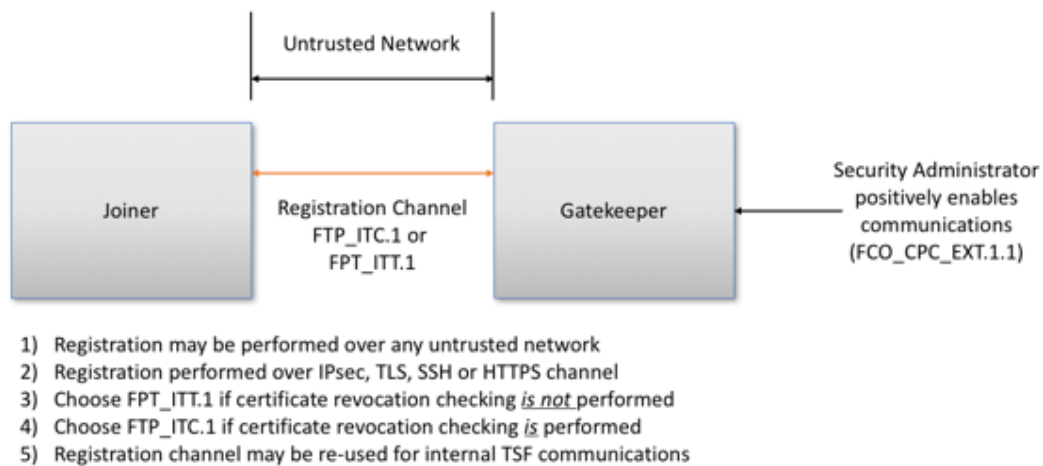 Untrusted Network
Joiner
Registration Channel
FTP_ITC.1 or
FPT_ITT.1
Gatekeeper
Security Administrator
positively enables
communications
(FCO_CPC_EXT.1.1)
1) Registration may be performed over any untrusted network
2) Registration performed over IPsec, TLS, SSH or HTTPS channel
3) Choose FPT_ITT.1 if certificate revocation checking is not performed
4) Choose FTP_ITC.1 if certificate revocation checking is performed
5) Registration channel may be re-used for internal TSF communications